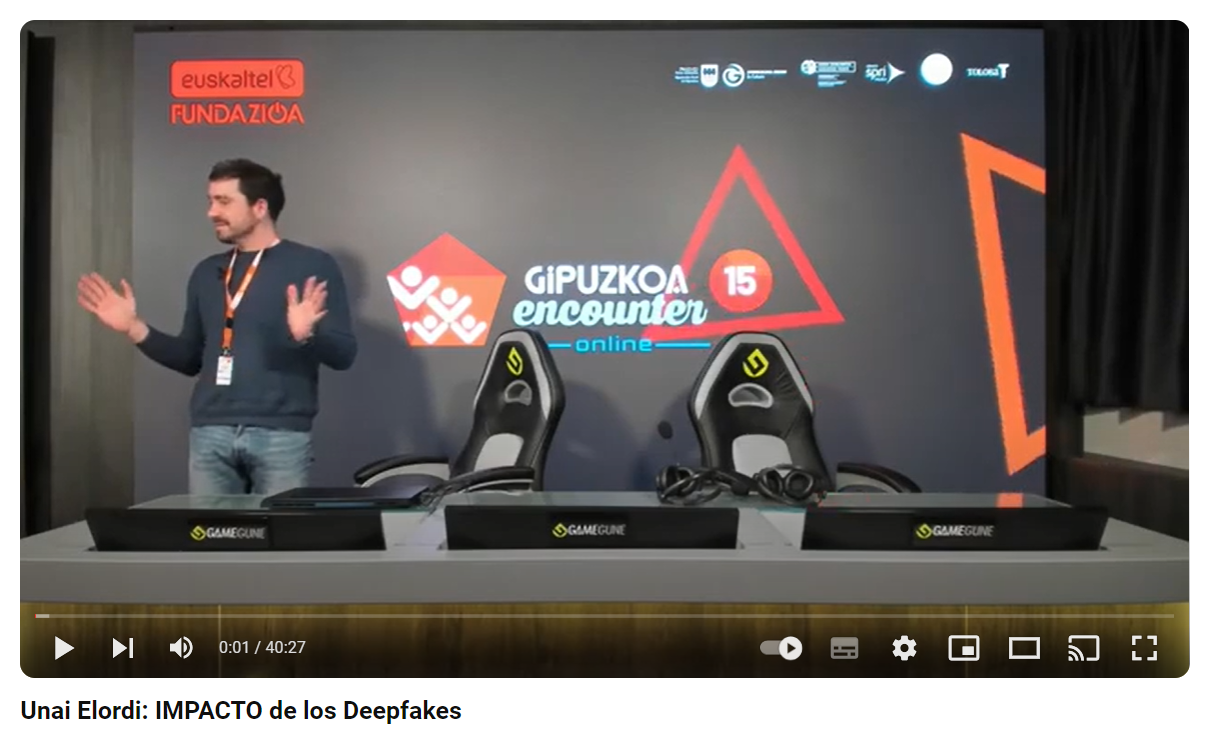 euskaltel
FUNDAZIOA
spri
TOLOSA
GiPUZKOA
encounter
15
online
GAMEGUNE
GAMEGUNE
GAMEGUNE
0:01 / 40:27
Unai Elordi: IMPACTO de los Deepfakes